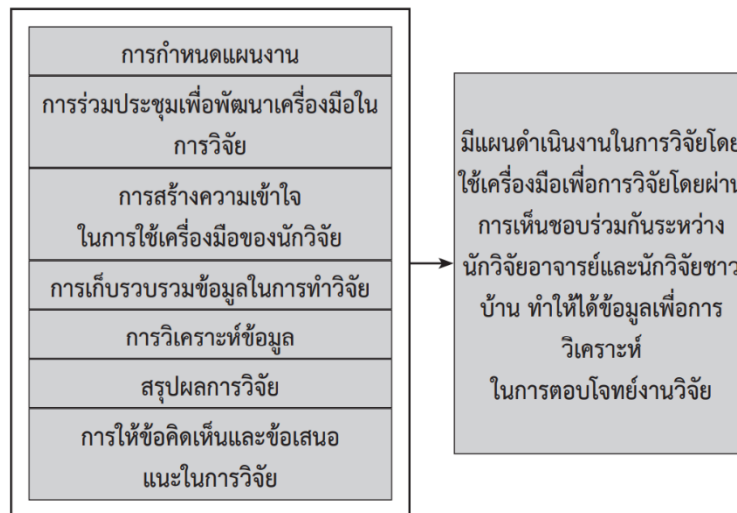 การกำหนดแผนงาน
การร่วมประชุมเพื่อพัฒนาเครื่องมือใน
การวิจัย
การสร้างความเข้าใจ
ในการใช้เครื่องมือของนักวิจัย
การเก็บรวบรวมข้อมูลในการทำวิจัย
การวิเคราะห์ข้อมูล
สรุปผลการวิจัย
การให้ข้อคิดเห็นและข้อเสนอ
แนะในการวิจัย
มีแผนดำเนินงานในการวิจัยโดย
ใช้เครื่องมือเพื่อการวิจัยโดยผ่าน
การเห็นชอบร่วมกันระหว่าง
นักวิจัยอาจารย์และนักวิจัยชาว
บ้าน ทำให้ได้ข้อมูลเพื่อการ
วิเคราะห์
ในการตอบโจทย์งานวิจัย